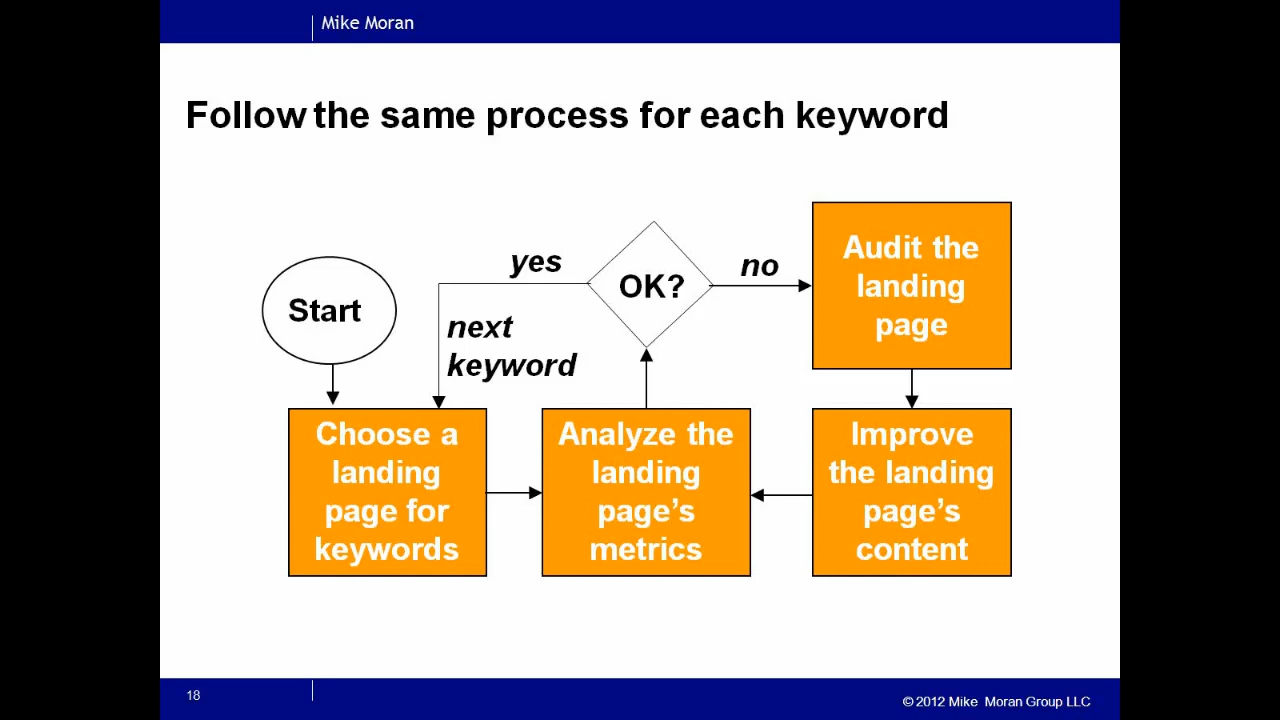 Mike Moran
Follow the same process for each keyword
yes
OK?
no
Audit the
landing
page
Start
next
keyword
Choose a
landing
page for
keywords
Analyze the
landing
page’s
metrics
Improve
the landing
page’s
content
18
© 2012 Mike Moran Group LLC